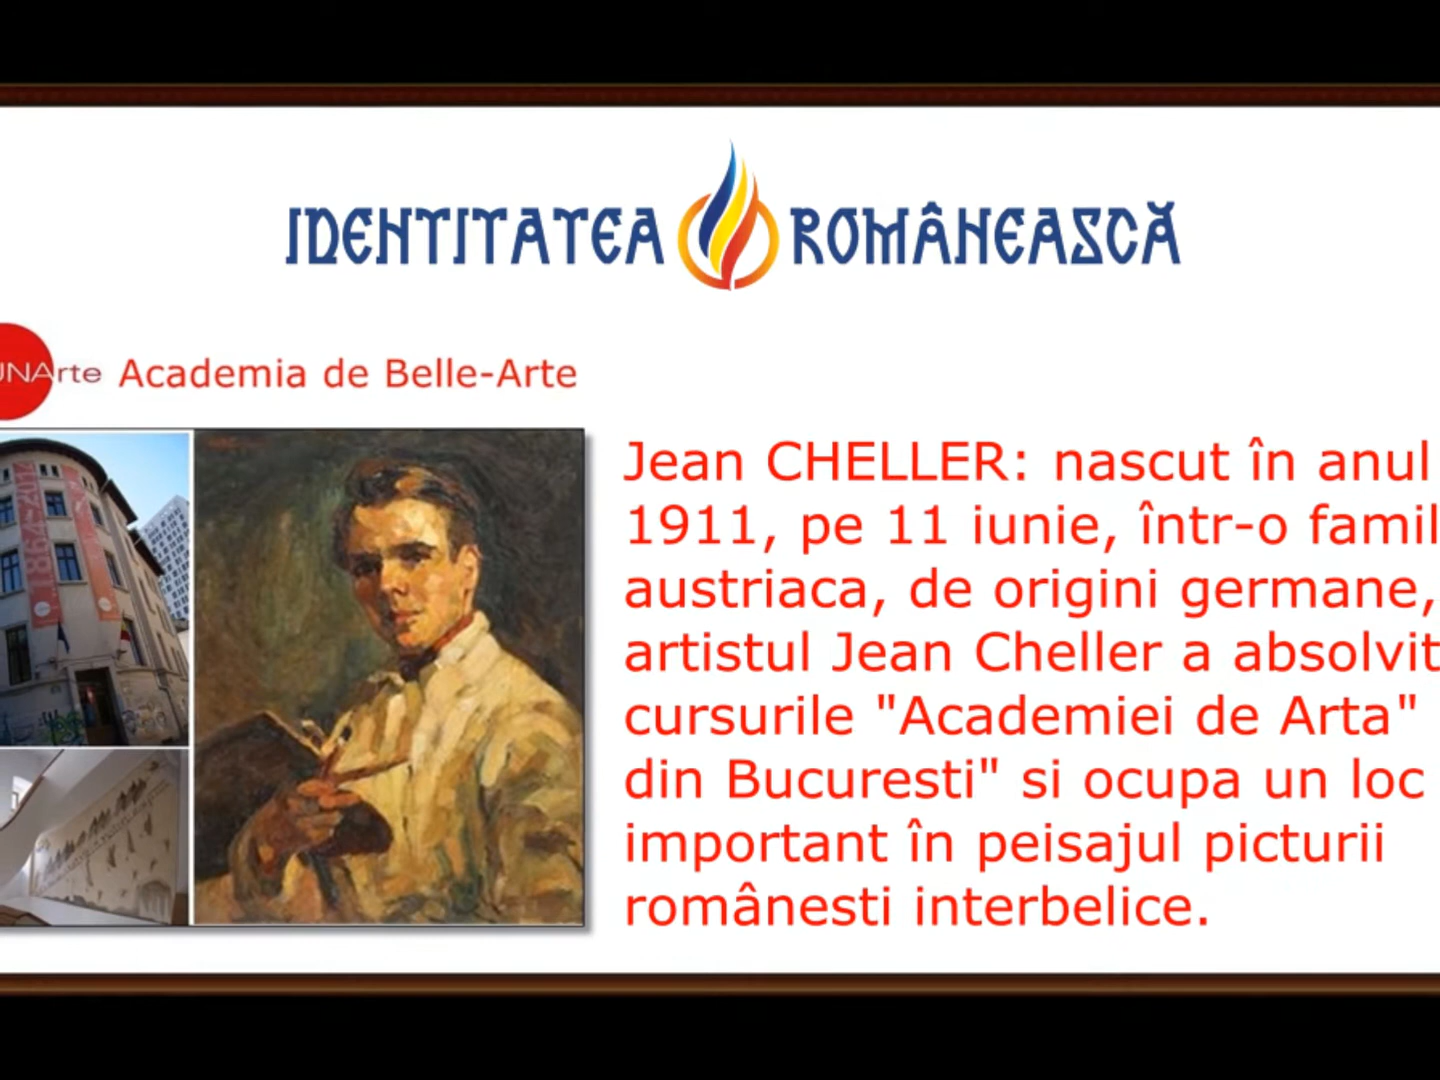 IDENTITATEA ROMÂNEASCĂ
UNArte Academia de Belle-Arte
Jean CHELLER: nascut în anul
1911, pe 11 iunie, într-o famil
austriaca, de origini germane,
artistul Jean Cheller a absolvit
cursurile "Academiei de Arta"
din Bucuresti" si ocupa un loc
important în peisajul picturii
românesti interbelice.